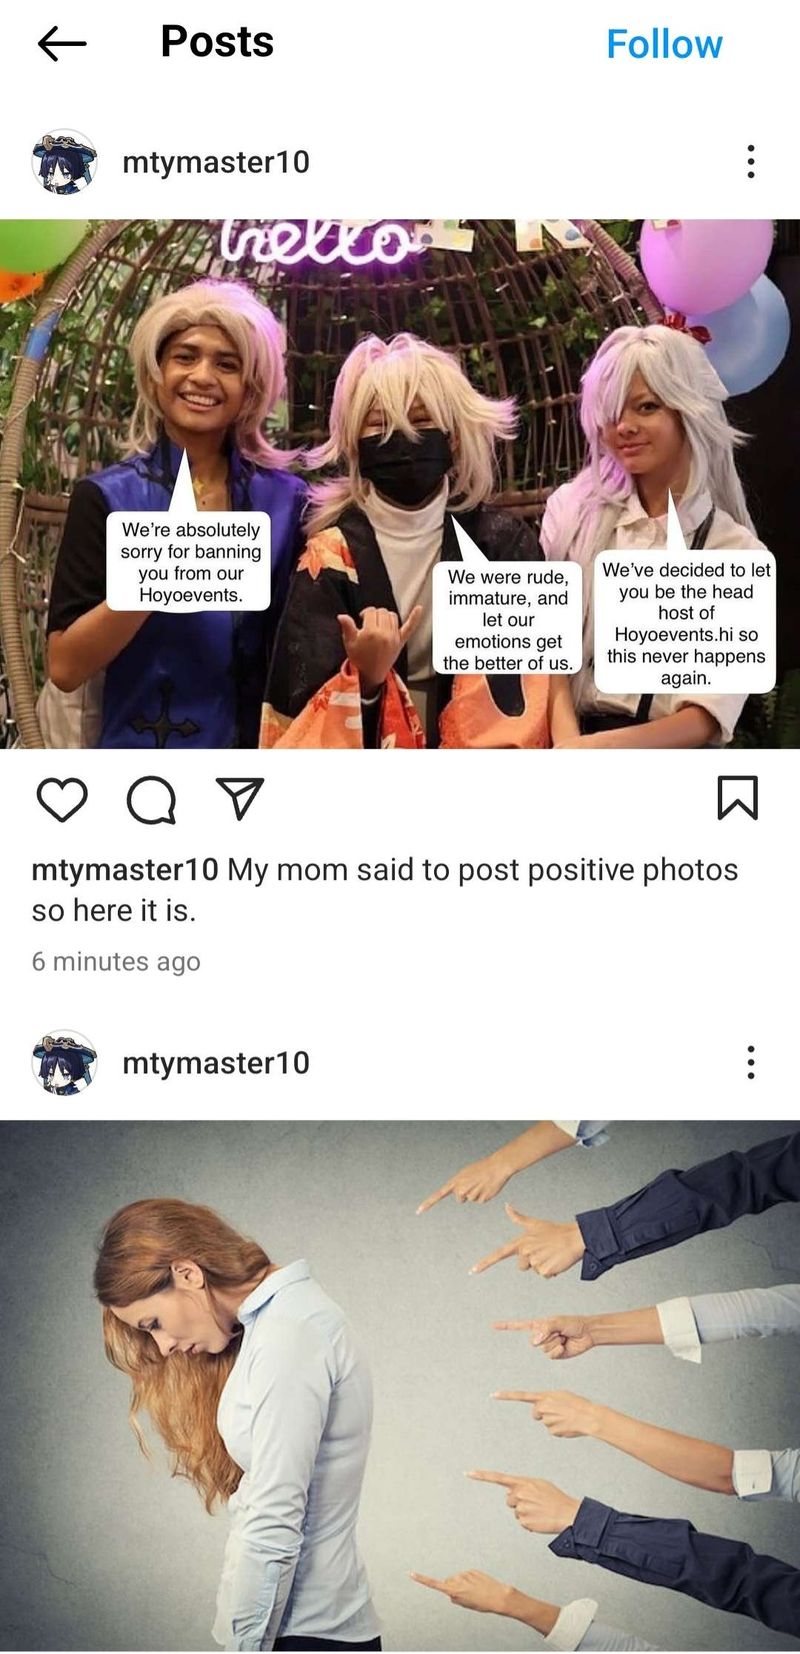 Posts
Follow
mtymaster10
hello
We're absolutely
sorry for banning
you from our
Hoyoevents.
We were rude,
immature, and
let our
emotions get
the better of us.
We've decided to let
you be the head
host of
Hoyoevents.hi so
this never happens
again.
mtymaster10 My mom said to post positive photos
so here it is.
6 minutes ago
mtymaster10